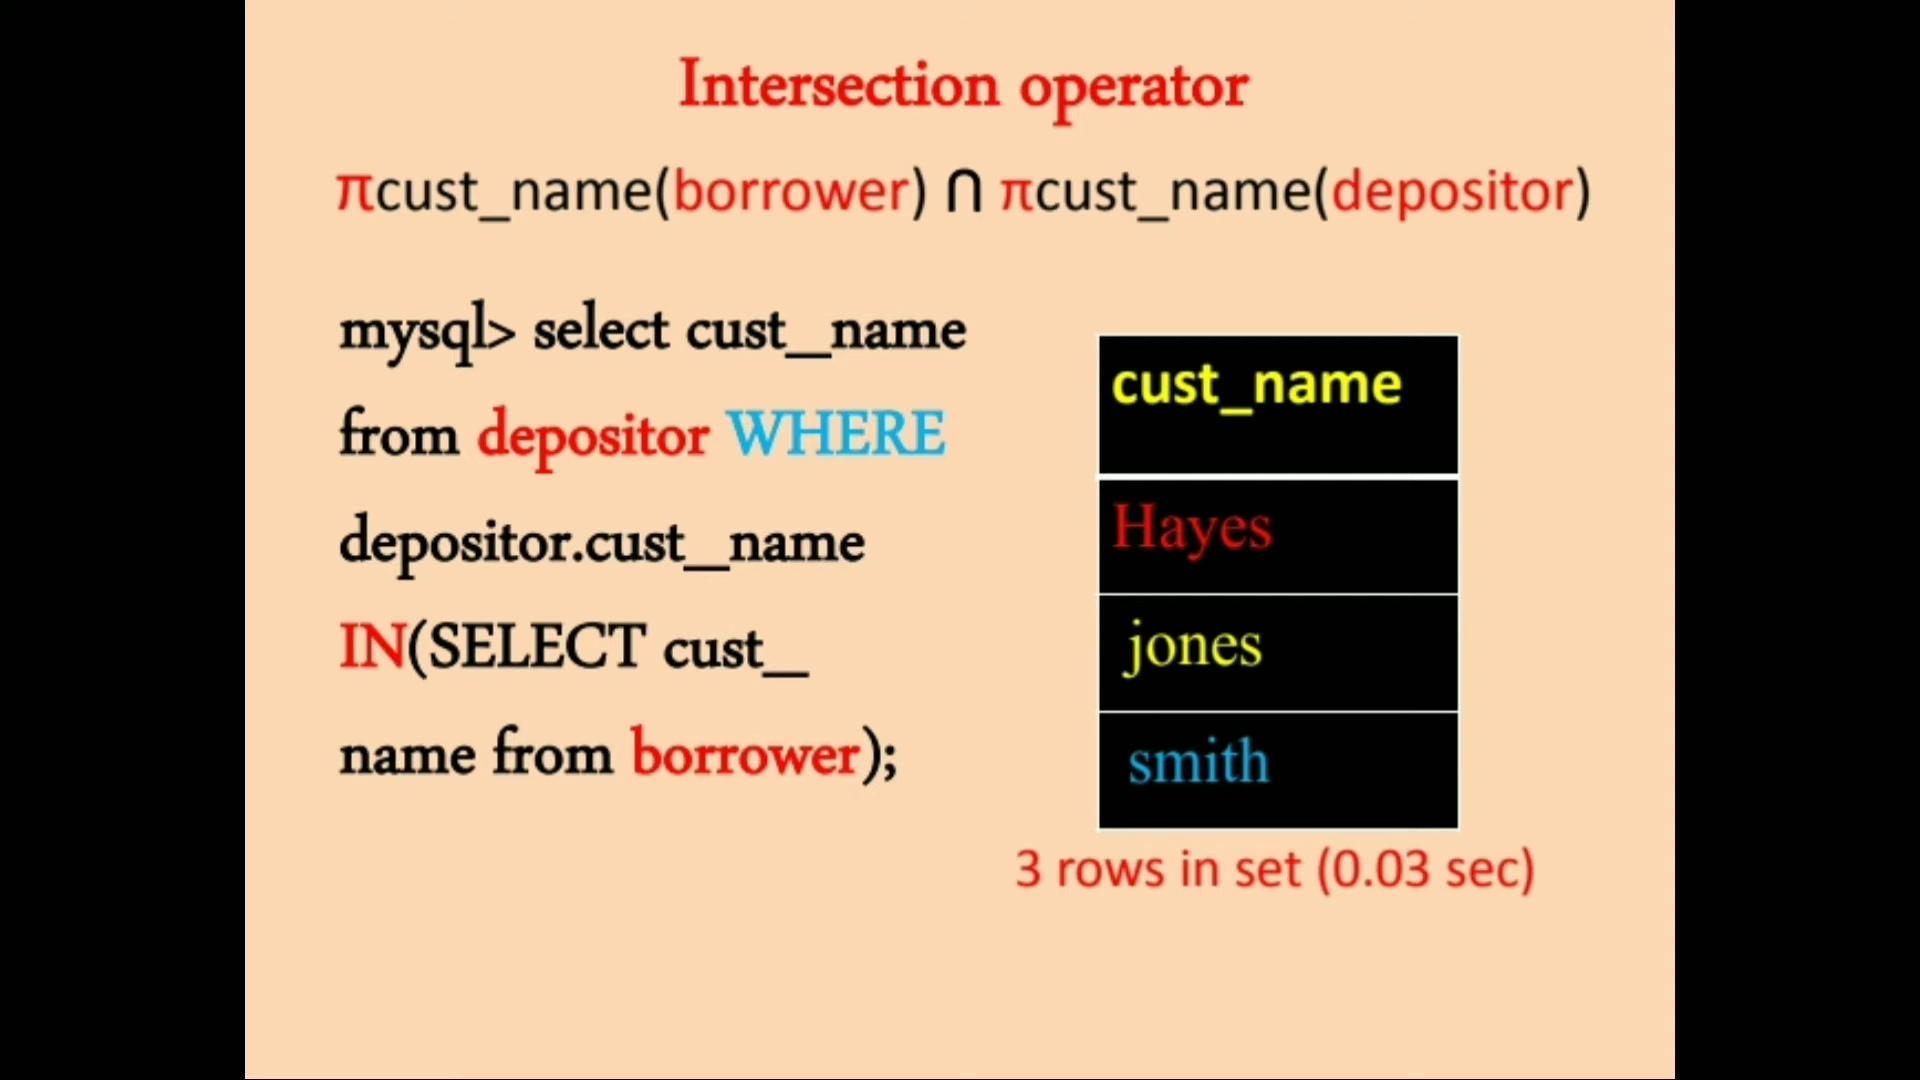 Intersection operator
πcust_name(borrower) ∩ πcust_name(depositor)
mysql> select cust_name
from depositor WHERE
depositor.cust_name
IN(SELECT cust_
name from borrower);
cust_name
Hayes
jones
smith
3 rows in set (0.03 sec)